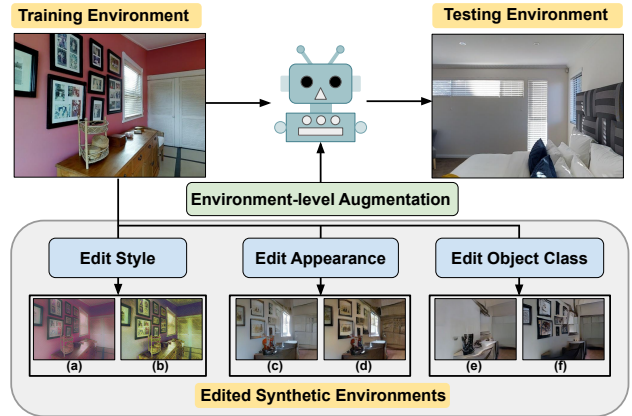 Training Environment
Testing Environment
Environment-level Augmentation
Edit Style
Edit Appearance
Edit Object Class
(a)
(b)
(c)
(d)
(e)
(f)
Edited Synthetic Environments